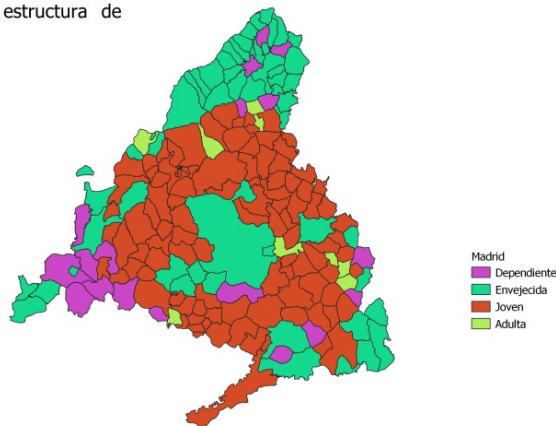 estructura de
Madrid
Dependiente
Envejecida
Joven
Adulta